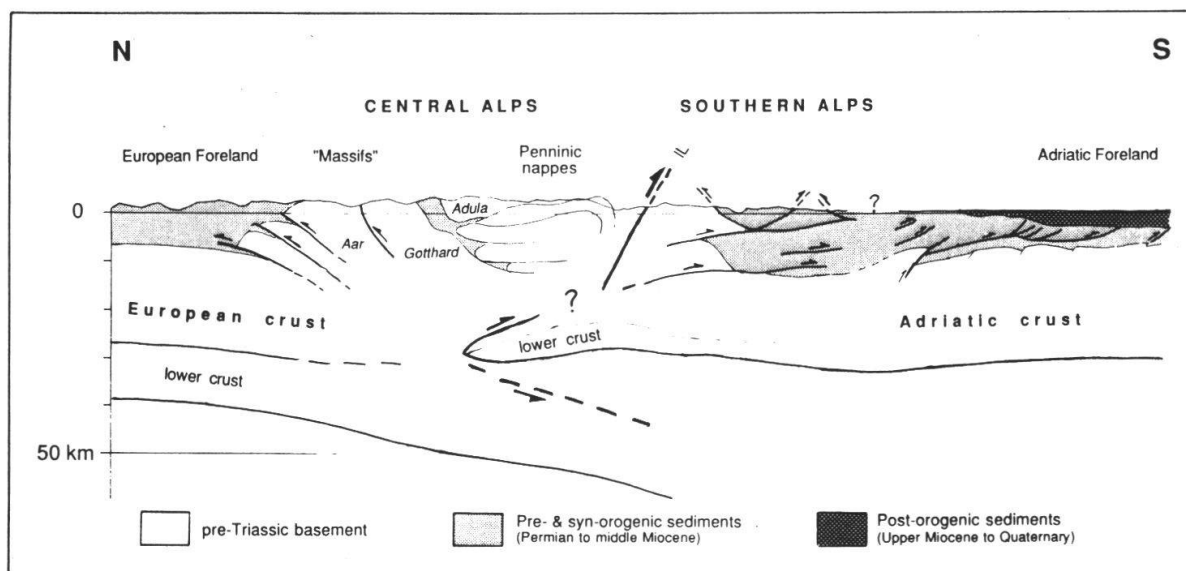 N
S
CENTRAL ALPS
SOUTHERN ALPS
European Foreland
"Massifs"
Penninic
nappes
IL
Adriatic Foreland
0
Adula
?
Aar
Gotthard
?
European crust
lower crust
Adriatic crust
lower crust
50 km
pre-Triassic basement
Pre- & syn-orogenic sediments
(Permian to middle Miocene)
Post-orogenic sediments
(Upper Miocene to Quaternary)